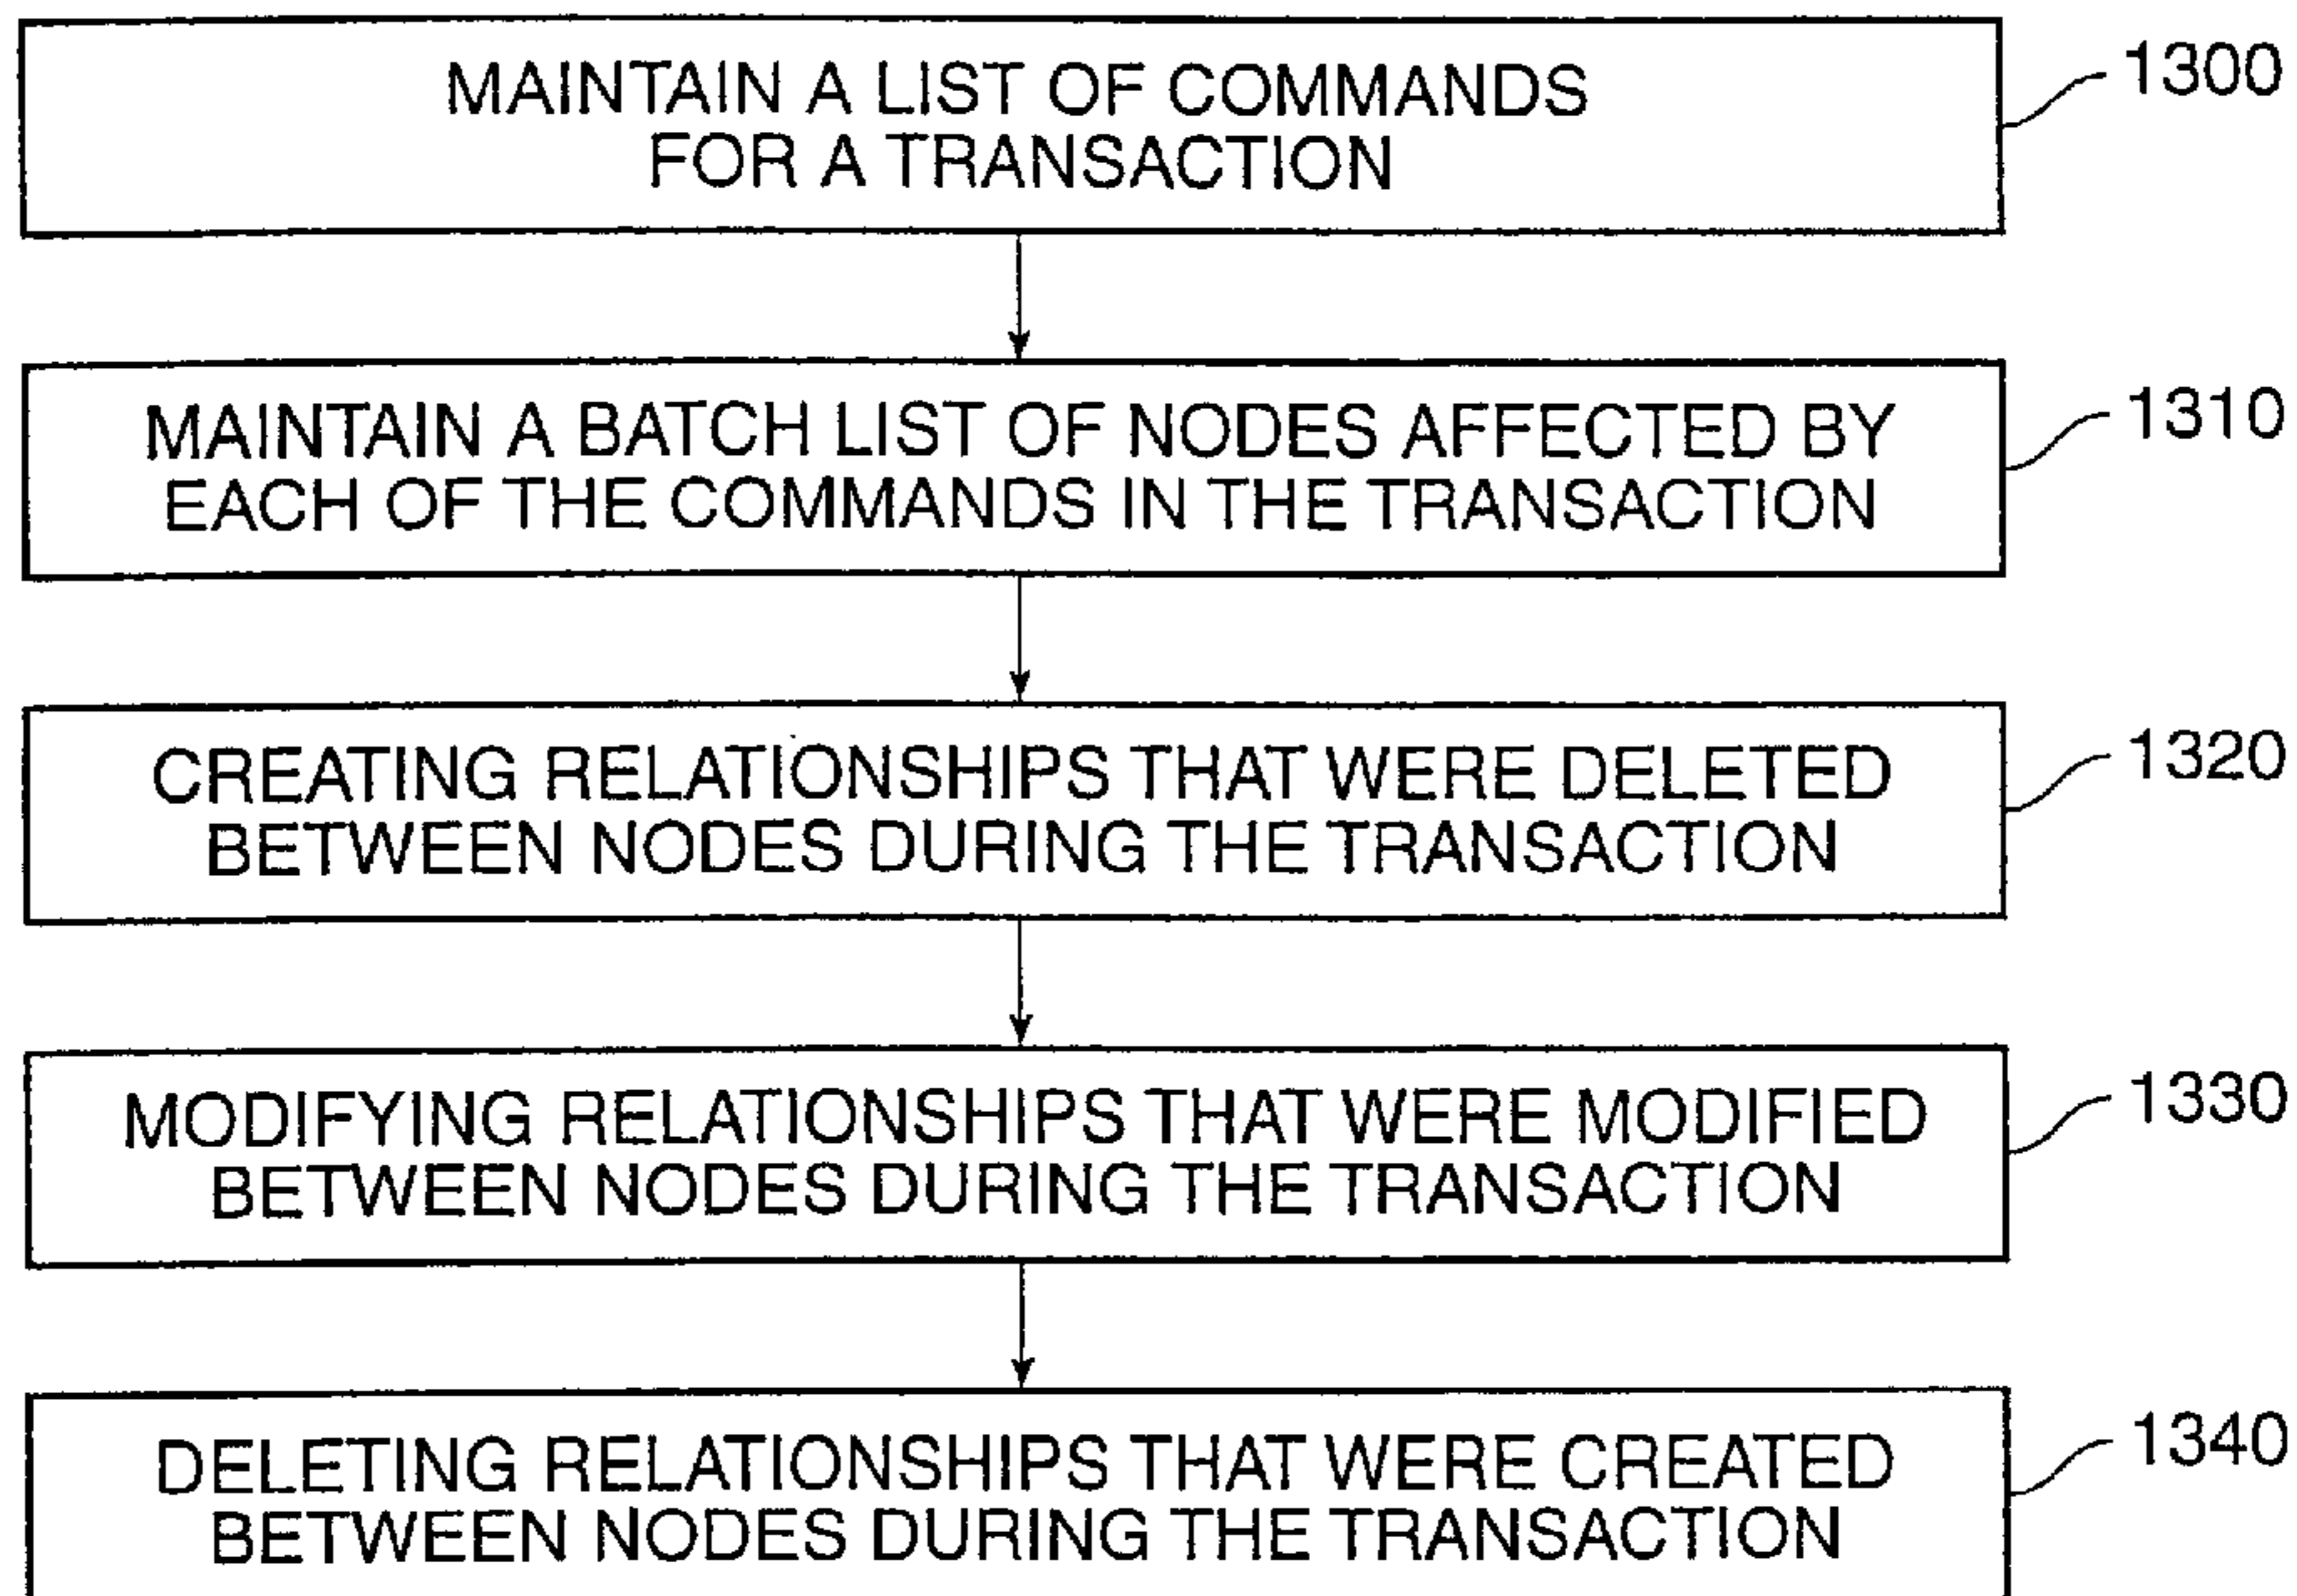 MAINTAIN A LIST OF COMMANDS
FOR A TRANSACTION
1300
MAINTAIN A BATCH LIST OF NODES AFFECTED BY
EACH OF THE COMMANDS IN THE TRANSACTION
1310
CREATING RELATIONSHIPS THAT WERE DELETED
BETWEEN NODES DURING THE TRANSACTION
1320
MODIFYING RELATIONSHIPS THAT WERE MODIFIED
BETWEEN NODES DURING THE TRANSACTION
1330
DELETING RELATIONSHIPS THAT WERE CREATED
BETWEEN NODES DURING THE TRANSACTION
1340